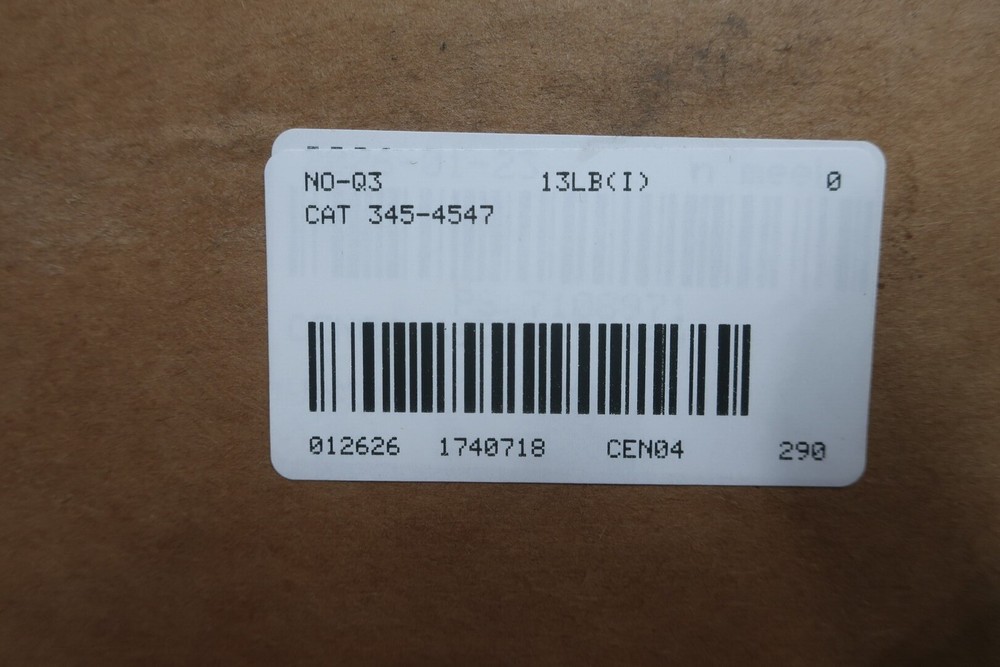 NO-Q3 13LB(I) 0
CAT 345-4547
012626 1740718 CEN04 290